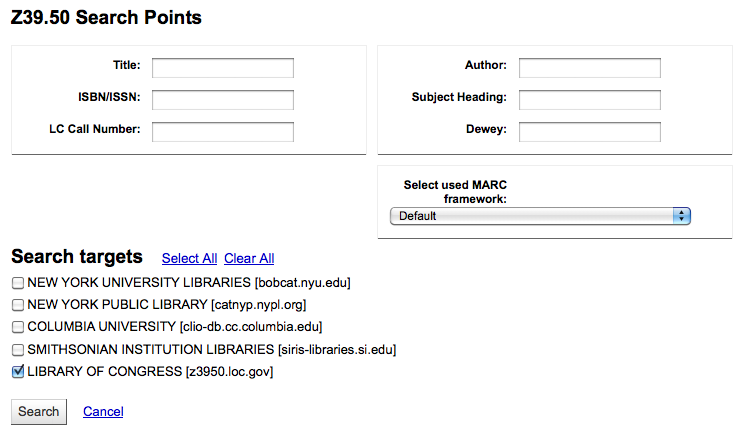 Z39.50 Search Points
Title:
ISBN/ISSN:
LC Call Number:
Author:
Subject Heading:
Dewey:
Select used MARC
framework:
Default
Search targets Select All Clear All
NEW YORK UNIVERSITY LIBRARIES [bobcat.nyu.edu]
NEW YORK PUBLIC LIBRARY [catnyp.nypl.org]
COLUMBIA UNIVERSITY [clio-db.cc.columbia.edu]
SMITHSONIAN INSTITUTION LIBRARIES [siris-libraries.si.edu]
LIBRARY OF CONGRESS [z3950.loc.gov]
Search Cancel